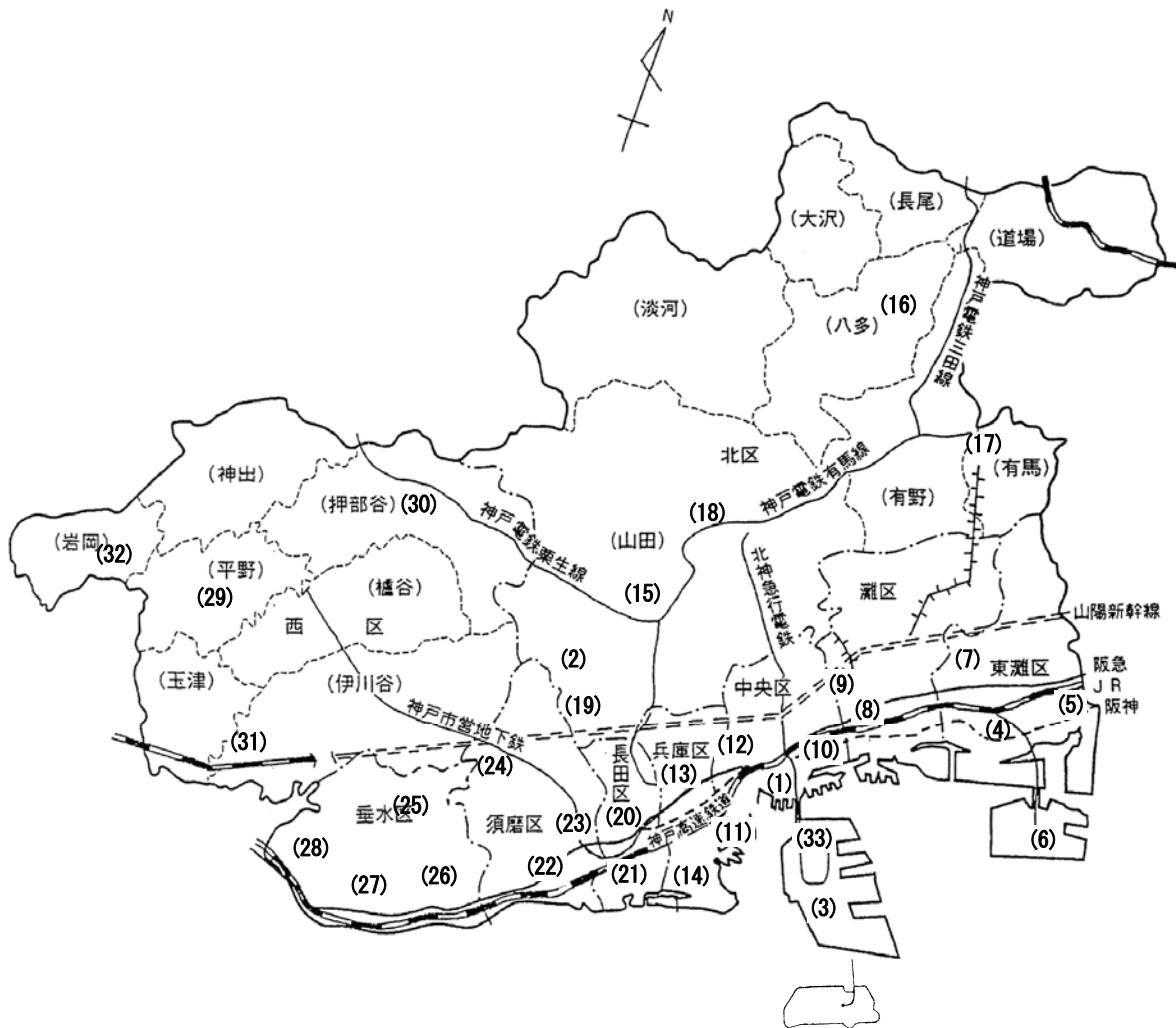 N
(長尾)
(大沢)
(道場)
(淡河)
(16)
(八多)
神戸電鉄三田線
(17)
北区
(有馬)
神戸電鉄有馬線
(神出)
(有野)
(押部谷)
(30)
(18)
神戸電鉄粟生線
(山田)
(岩岡)
(32)
(平野)
(29)
(櫨谷)
(15)
北神急行電鉄
灘区
山陽新幹線
西
区
(2)
(7)
東灘区
阪急
(玉津)
(伊川谷)
中央区
(9)
JR
(19)
(5)
阪神
神戸市営地下鉄
(8)
(4)
(31)
兵庫区
(12)
(10)
(24)
長田区
(13)
(1)
垂水区
(25)
須磨区
(23)
(20)
神戸高速鉄道
(11)
(33)
(6)
(28)
(22)
(21)
(14)
(26)
(27)
(3)